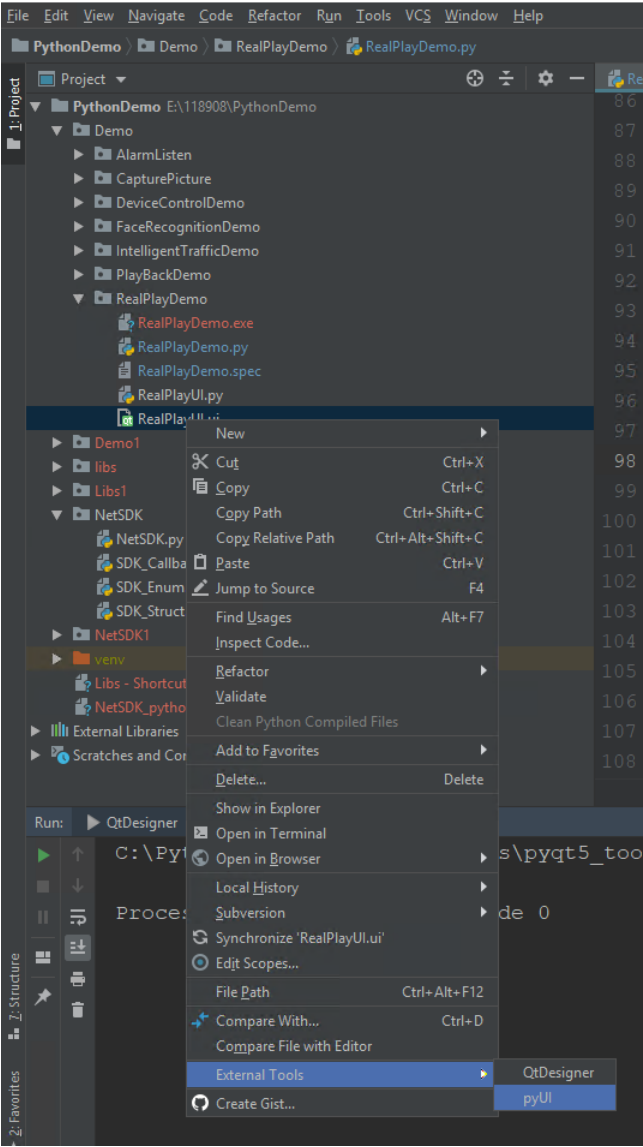 File Edit View Navigate Code Refactor Run Tools VCS Window Help
PythonDemo Demo RealPlayDemo RealPlayDemo.py
1: Project
Project
Re
PythonDemo E:\118908\PythonDemo
86
Demo
87
AlarmListen
88
CapturePicture
89
DeviceControlDemo
FaceRecognitionDemo
90
IntelligentTrafficDemo
91
PlayBackDemo
92
RealPlayDemo
93
RealPlayDemo.exe
RealPlayDemo.py
94
RealPlayDemo.spec
95
RealPlayUI.py
96
RealPlayUI.ui
97
Demo1
98
libs
99
Libs1
100
NetSDK
101
NetSDK.py
102
SDK_Callba
SDK_Enum
103
SDK_Struct
104
NetSDK1
105
venv
106
Libs - Shortcut
NetSDK_pytho
107
External Libraries
108
Scratches and Con
New
Cut Ctrl+X
Copy Ctrl+C
Copy Path Ctrl+Shift+C
Copy Relative Path Ctrl+Alt+Shift+C
Paste Ctrl+V
Jump to Source F4
Find Usages Alt+F7
Inspect Code...
Refactor
Validate
Clean Python Compiled Files
Add to Favorites
Delete... Delete
Show in Explorer
Open in Terminal
Open in Browser
Local History
Subversion
Synchronize 'RealPlayUI.ui'
Edit Scopes...
File Path Ctrl+Alt+F12
Compare With... Ctrl+D
Compare File with Editor
External Tools
Create Gist...
QtDesigner
pyUI
Run: QtDesigner
C:\Pyt s\pyqt5_too
Proces de 0
7: Structure
2: Favorites